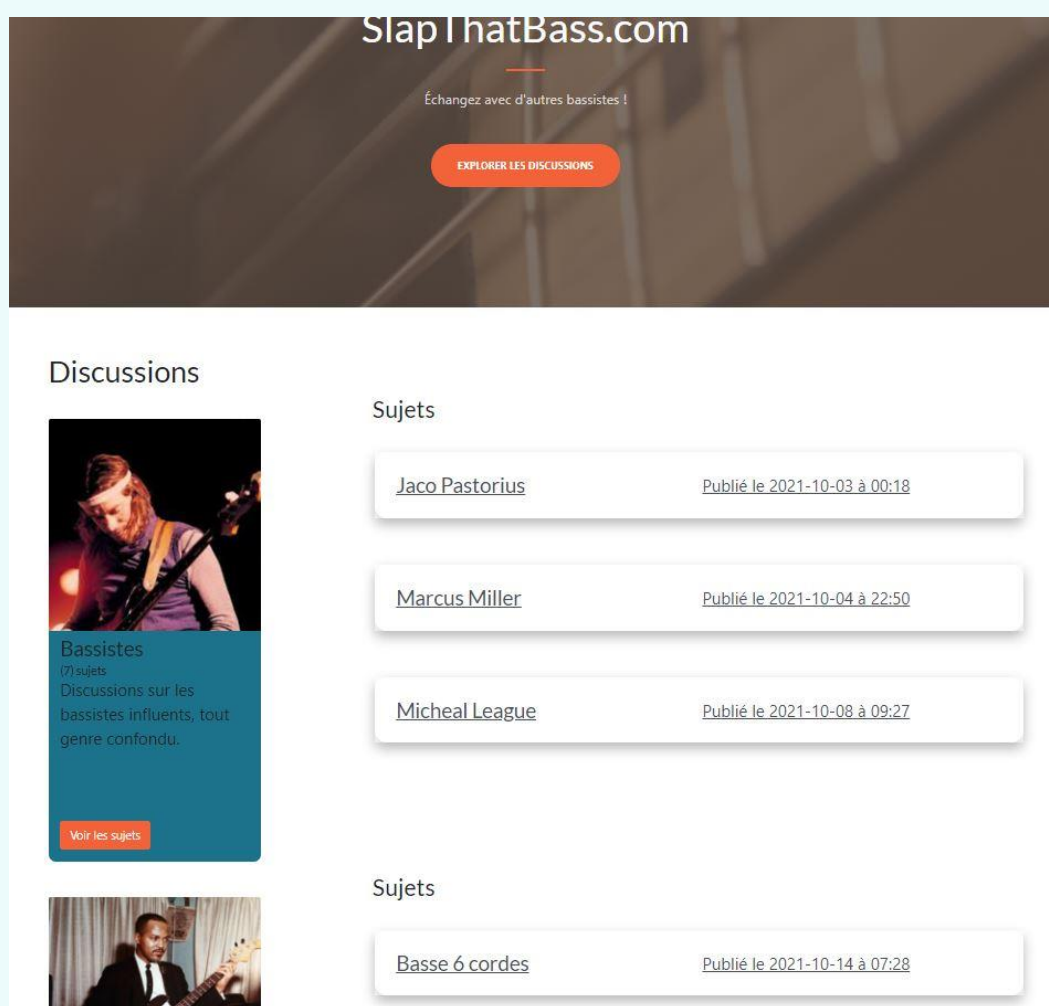 SlapThatBass.com
Échangez avec d'autres bassistes !
EXPLORER LES DISCUSSIONS
Discussions
Bassistes
(7) sujets
Discussions sur les
bassistes influents, tout
genre confondu.
Voir les sujets
Sujets
Jaco Pastorius Publié le 2021-10-03 à 00:18
Marcus Miller Publié le 2021-10-04 à 22:50
Micheal League Publié le 2021-10-08 à 09:27
Sujets
Basse 6 cordes Publié le 2021-10-14 à 07:28